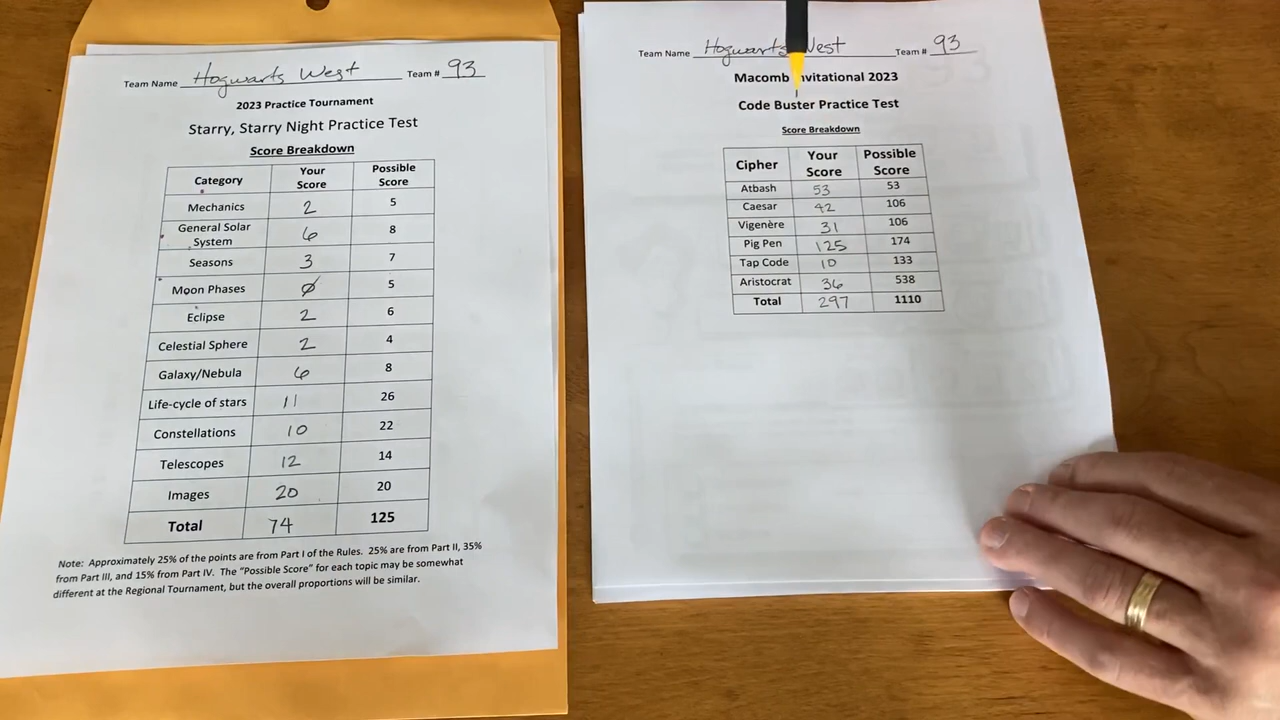 Team Name Hogwarts West Team # 93
2023 Practice Tournament
Starry, Starry Night Practice Test
Score Breakdown
Category Your Score Possible Score
Mechanics 2 5
General Solar System 6 8
Seasons 3 7
Moon Phases 0 5
Eclipse 2 6
Celestial Sphere 2 4
Galaxy/Nebula 6 8
Life-cycle of stars 11 26
Constellations 10 22
Telescopes 12 14
Images 20 20
Total 74 125
Note: Approximately 25% of the points are from Part I of the Rules. 25% are from Part II, 35%
from Part III, and 15% from Part IV. The "Possible Score" for each topic may be somewhat
different at the Regional Tournament, but the overall proportions will be similar.
Team Name Hogwarts West Team # 93
Macomb Invitational 2023
Code Buster Practice Test
Score Breakdown
Cipher Your Score Possible Score
Atbash 53 53
Caesar 42 106
Vigenère 31 106
Pig Pen 125 174
Tap Code 10 133
Aristocrat 36 538
Total 297 1110